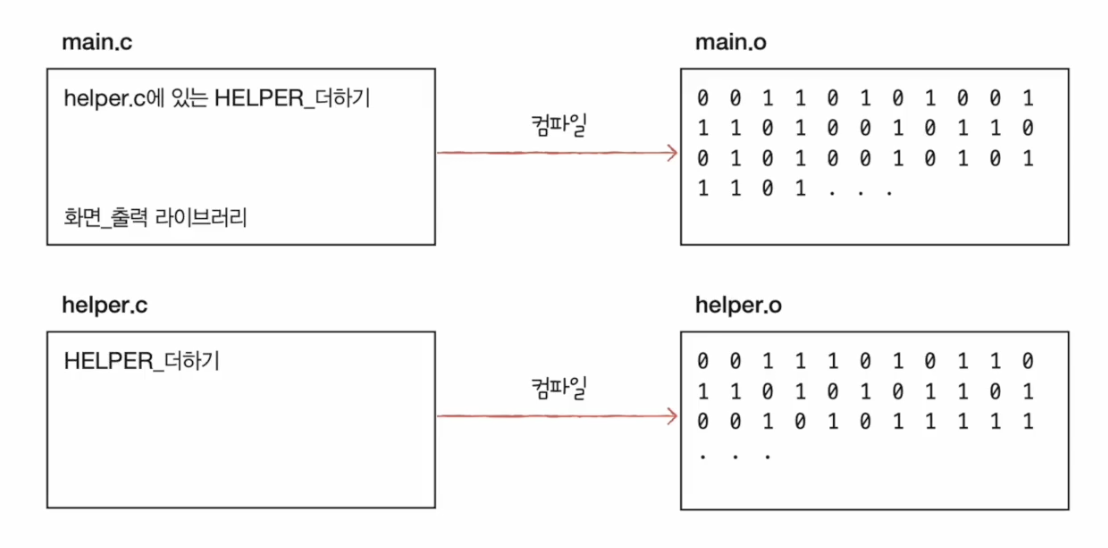 main.c
helper.c에 있는 HELPER_더하기
화면_출력 라이브러리
컴파일
main.o
0 0 1 1 0 1 0 1 0 0 1
1 1 0 1 0 0 1 0 1 1 0
0 1 0 1 0 0 1 0 1 0 1
1 1 0 1 . . .
helper.c
HELPER_더하기
컴파일
helper.o
0 0 1 1 1 0 1 0 1 1 0
1 1 0 1 0 1 0 1 1 0 1
0 0 1 0 1 0 1 1 1 1 1
. . .